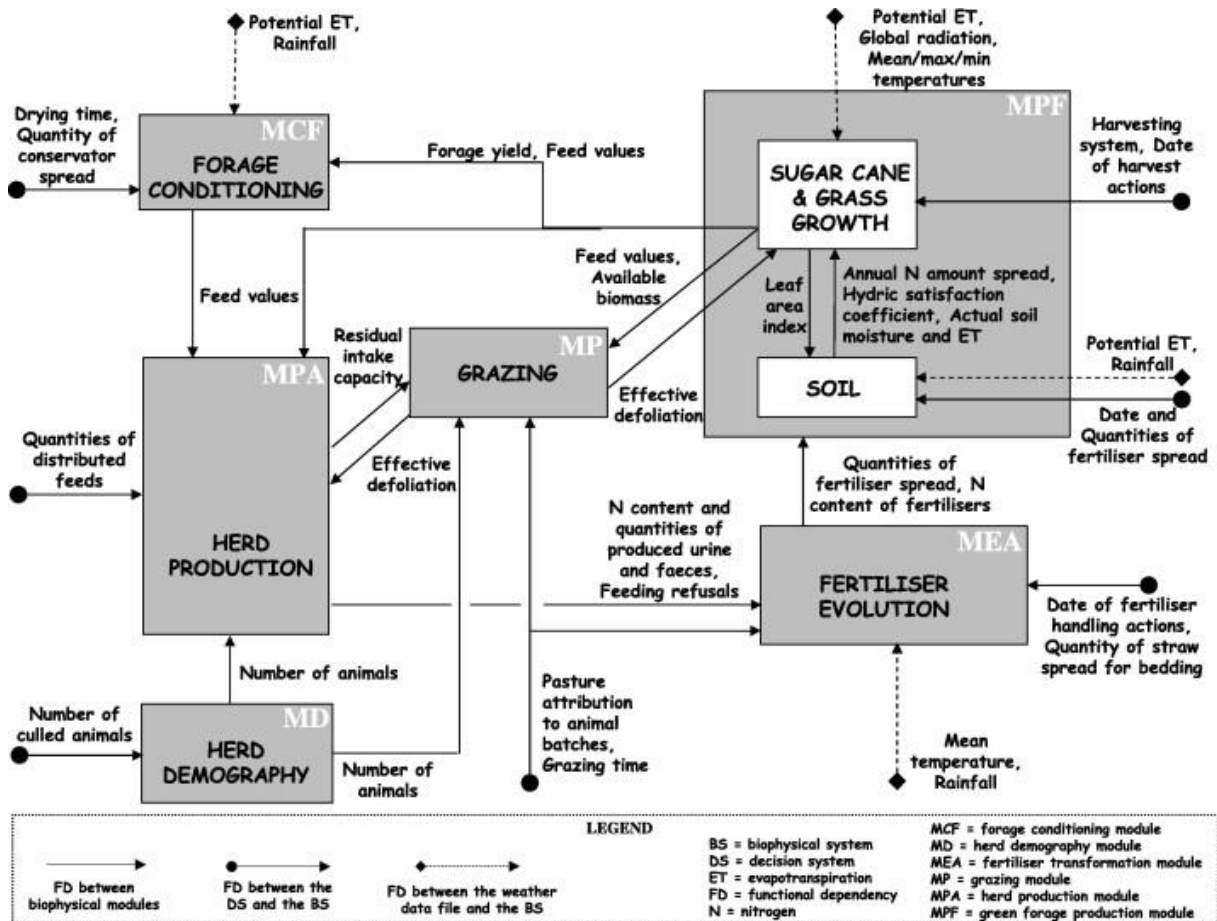 Potential ET,
Rainfall
Potential ET,
Global radiation,
Mean/max/min
temperatures
Drying time,
Quantity of
conservator
spread
MCF
FORAGE
CONDITIONING
Forage yield, Feed values
MPF
SUGAR CANE
& GRASS
GROWTH
Harvesting
system, Date
of harvest
actions
Feed values
Feed values,
Available
biomass
Leaf
area
index
Annual N amount spread,
Hydric satisfaction
coefficient, Actual soil
moisture and ET
Residual
intake
capacity
MP
GRAZING
Effective
defoliation
SOIL
Potential ET,
Rainfall
Date and
Quantities of
fertiliser spread
MPA
HERD
PRODUCTION
Quantities of
distributed
feeds
Effective
defoliation
Quantities of
fertiliser spread, N
content of fertilisers
N content and
quantities of
produced urine
and faeces,
Feeding refusals
MEA
FERTILISER
EVOLUTION
Date of fertiliser
handling actions,
Quantity of straw
spread for bedding
Number of animals
Number of
culled animals
MD
HERD
DEMOGRAPHY
Number of
animals
Pasture
attribution
to animal
batches,
Grazing time
Mean
temperature,
Rainfall
LEGEND
FD between
biophysical modules
FD between the
DS and the BS
FD between the weather
data file and the BS
BS = biophysical system
DS = decision system
ET = evapotranspiration
FD = functional dependency
N = nitrogen
MCF = forage conditioning module
MD = herd demography module
MEA = fertiliser transformation module
MP = grazing module
MPA = herd production module
MPF = green forage production module